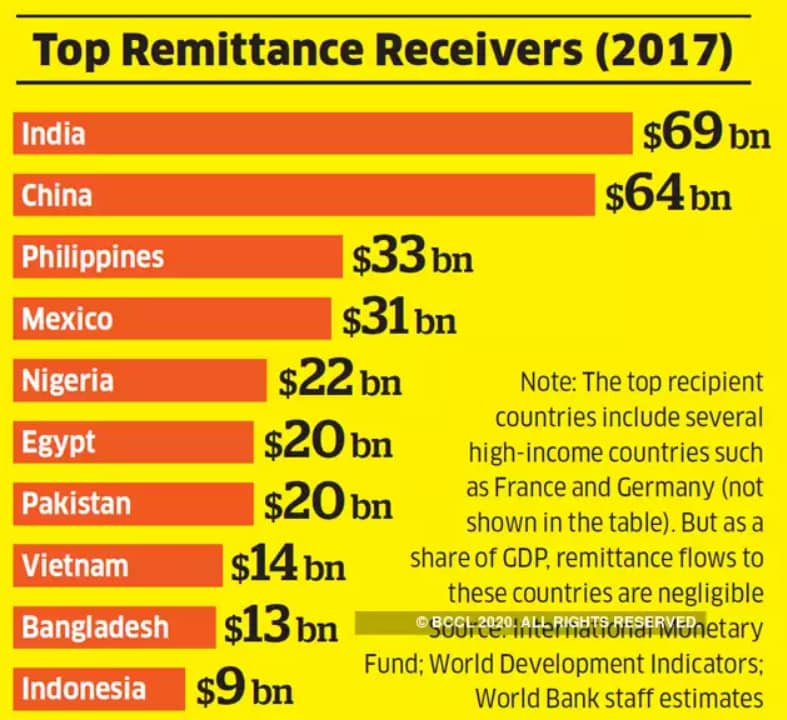 Top Remittance Receivers (2017)
India $69 bn
China $64 bn
Philippines $33 bn
Mexico $31 bn
Nigeria $22 bn
Egypt $20 bn
Pakistan $20 bn
Vietnam $14 bn
Bangladesh $13 bn
Indonesia $9 bn
Note: The top recipient
countries include several
high-income countries such
as France and Germany (not
shown in the table). But as a
share of GDP, remittance flows to
these countries are negligible
© BCCL 2020. ALL RIGHTS RESERVED.
Source: International Monetary
Fund; World Development Indicators;
World Bank staff estimates